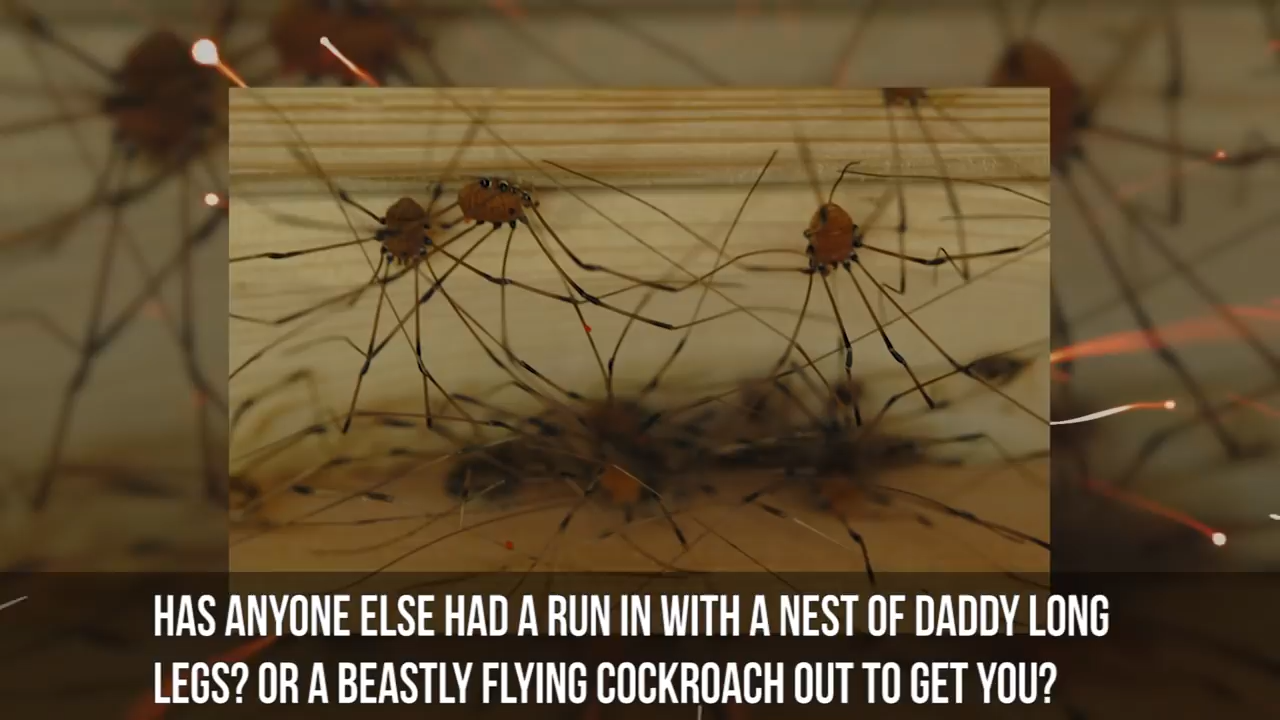 HAS ANYONE ELSE HAD A RUN IN WITH A NEST OF DADDY LONG
LEGS? OR A BEASTLY FLYING COCKROACH OUT TO GET YOU?